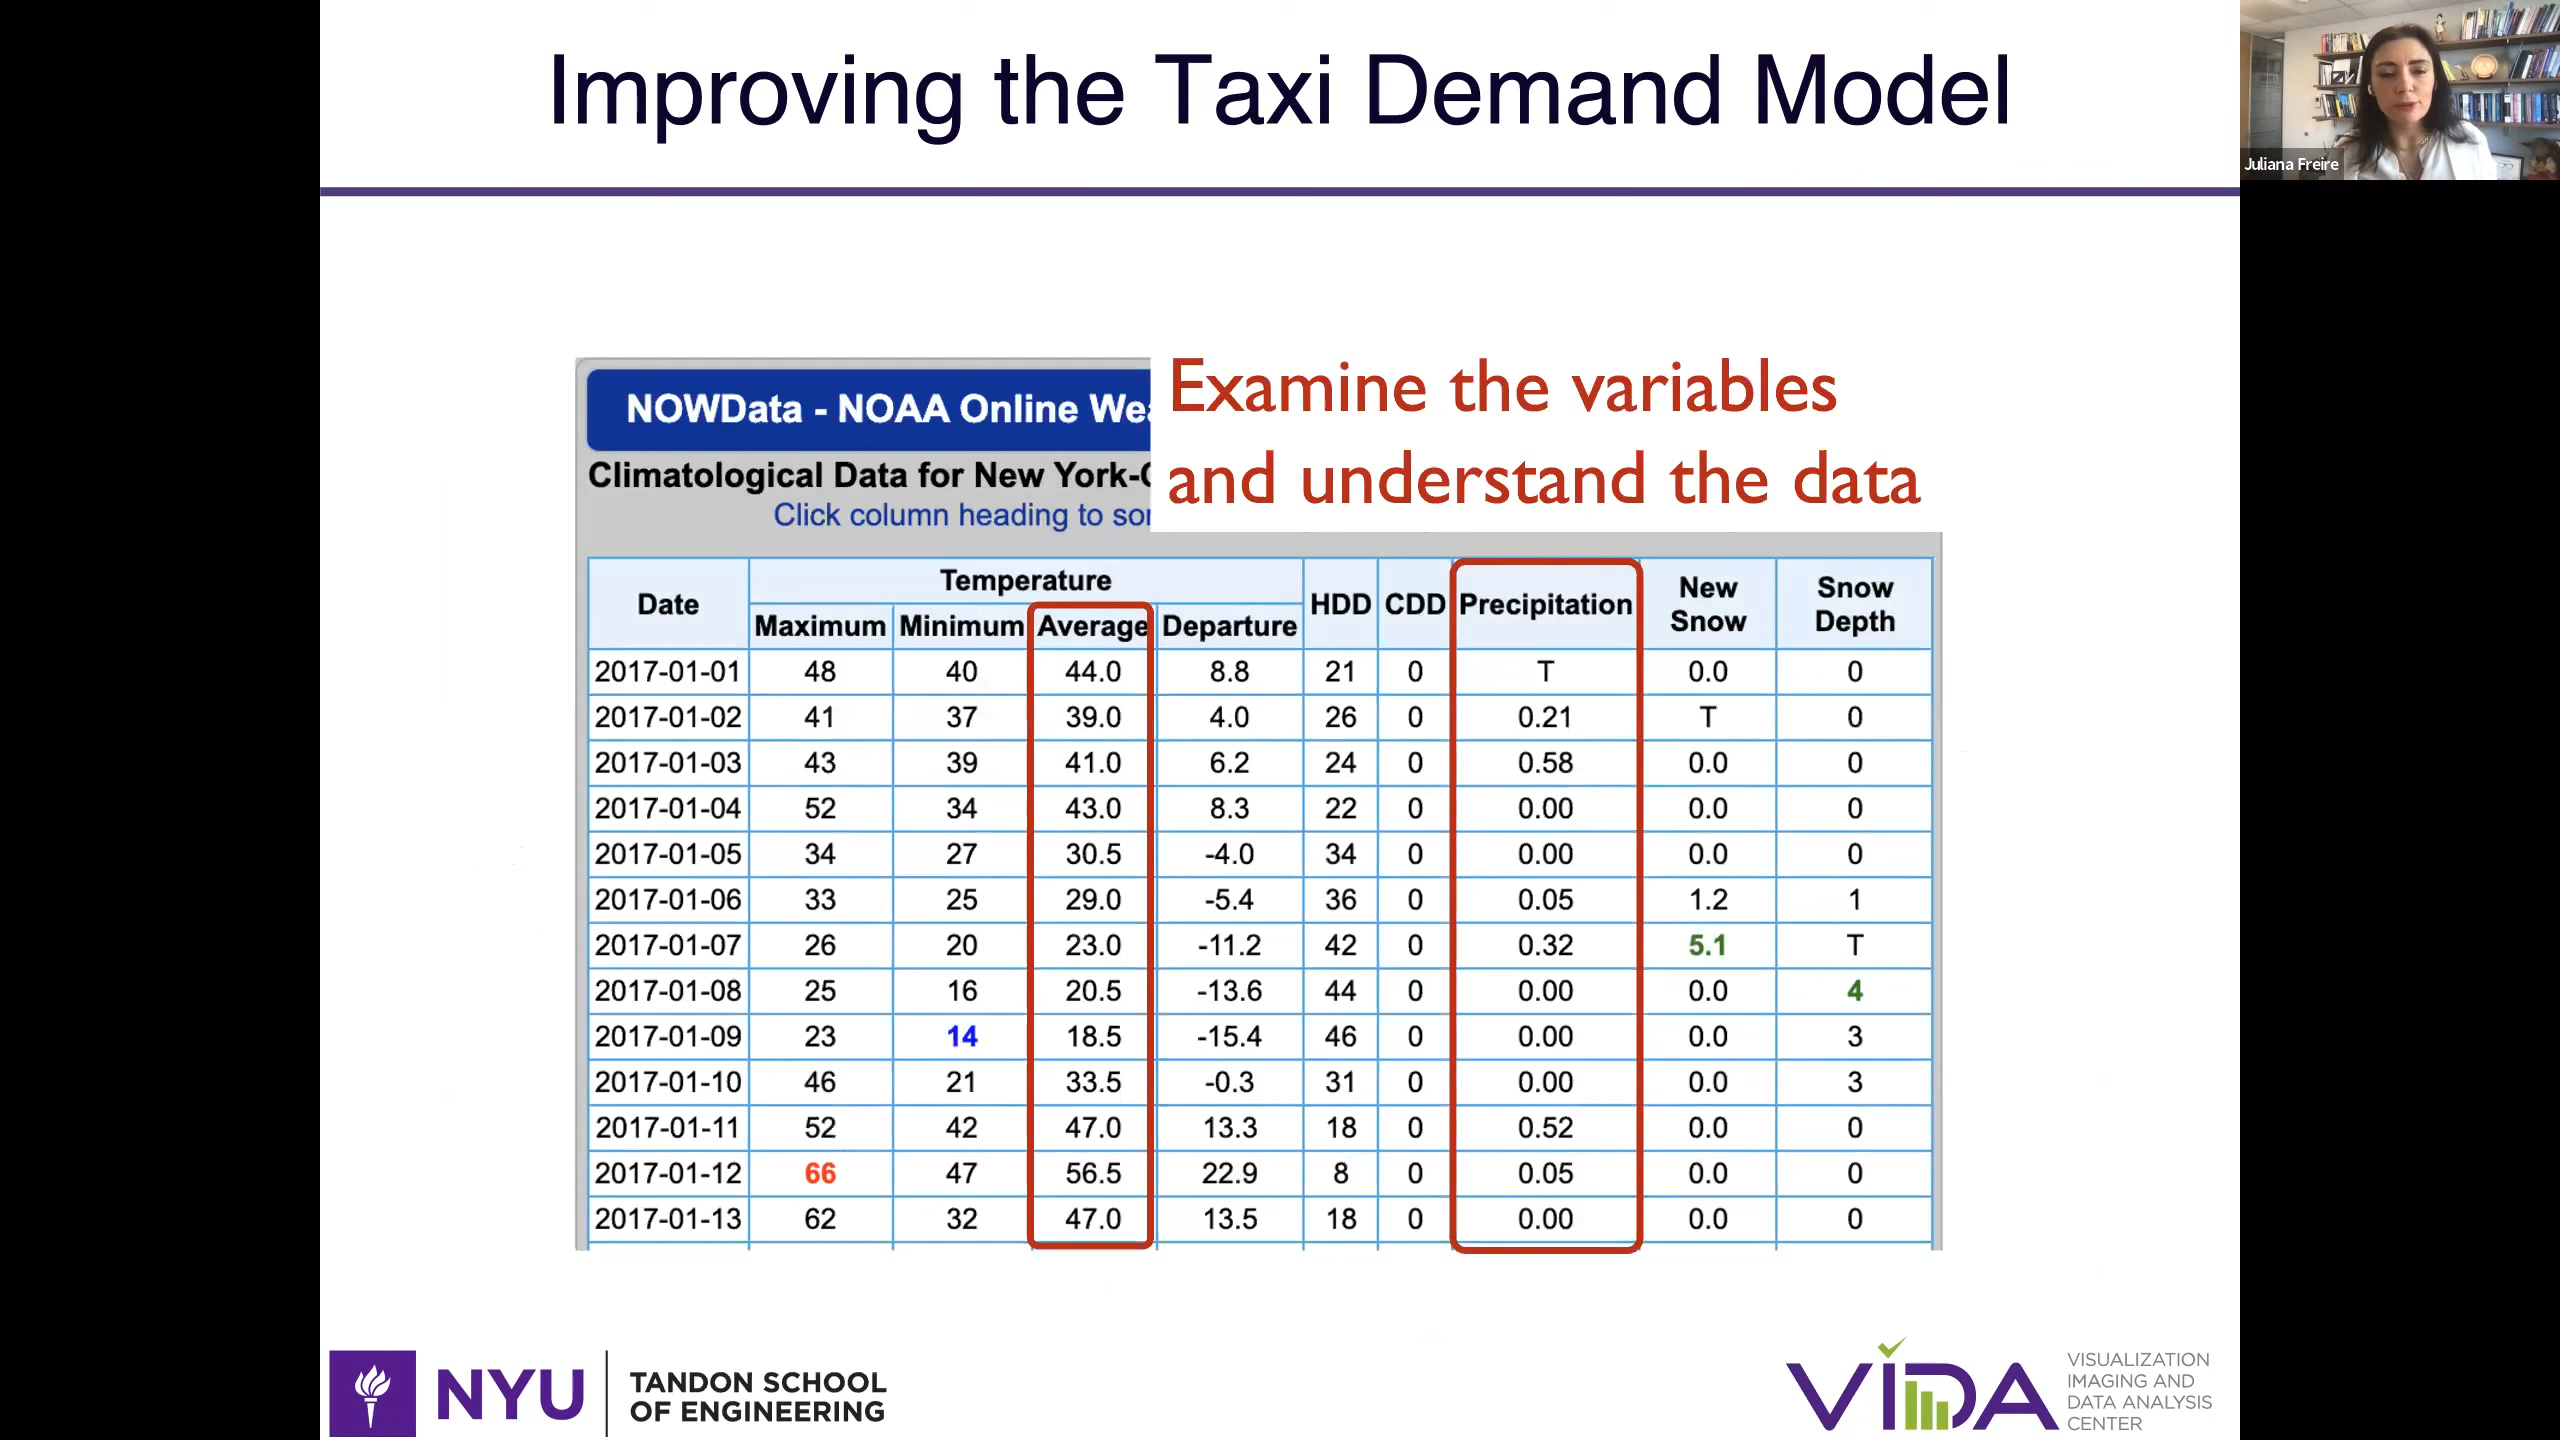 Improving the Taxi Demand Model
Juliana Freire
Examine the variables
and understand the data
NOWData - NOAA Online
Climatological Data for New York-
Click column heading to
Date Temperature HDD CDD Precipitation New Snow Snow Depth
Maximum Minimum Average Departure
2017-01-01 48 40 44.0 8.8 21 0 T 0.0 0
2017-01-02 41 37 39.0 4.0 26 0 0.21 T 0
2017-01-03 43 39 41.0 6.2 24 0 0.58 0.0 0
2017-01-04 52 34 43.0 8.3 22 0 0.00 0.0 0
2017-01-05 34 27 30.5 -4.0 34 0 0.00 0.0 0
2017-01-06 33 25 29.0 -5.4 36 0 0.05 1.2 1
2017-01-07 26 20 23.0 -11.2 42 0 0.32 5.1 T
2017-01-08 25 16 20.5 -13.6 44 0 0.00 0.0 4
2017-01-09 23 14 18.5 -15.4 46 0 0.00 0.0 3
2017-01-10 46 21 33.5 -0.3 31 0 0.00 0.0 3
2017-01-11 52 42 47.0 13.3 18 0 0.52 0.0 0
2017-01-12 66 47 56.5 22.9 8 0 0.05 0.0 0
2017-01-13 62 32 47.0 13.5 18 0 0.00 0.0 0
NYU
TANDON SCHOOL
OF ENGINEERING
VIDA
VISUALIZATION
IMAGING AND
DATA ANALYSIS
CENTER